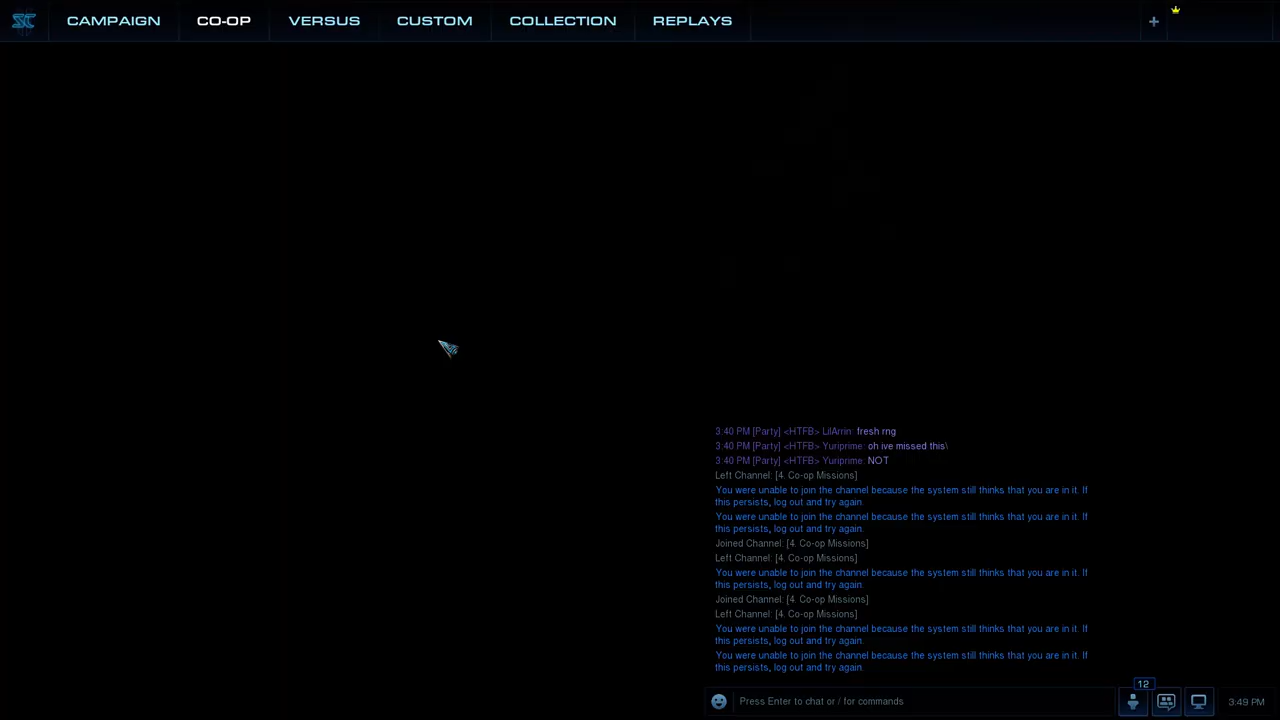 CAMPAIGN CO-OP VERSUS CUSTOM COLLECTION REPLAYS
3:40 PM [Party] <HTFB> LilArrin: fresh rng
3:40 PM [Party] <HTFB> Yuriprime: oh ive missed this\
3:40 PM [Party] <HTFB> Yuriprime: NOT
Left Channel: [4. Co-op Missions]
You were unable to join the channel because the system still thinks that you are in it. If
this persists, log out and try again.
You were unable to join the channel because the system still thinks that you are in it. If
this persists, log out and try again.
Joined Channel: [4. Co-op Missions]
Left Channel: [4. Co-op Missions]
You were unable to join the channel because the system still thinks that you are in it. If
this persists, log out and try again.
Joined Channel: [4. Co-op Missions]
Left Channel: [4. Co-op Missions]
You were unable to join the channel because the system still thinks that you are in it. If
this persists, log out and try again.
You were unable to join the channel because the system still thinks that you are in it. If
this persists, log out and try again.
12
Press Enter to chat or / for commands
3:49 PM